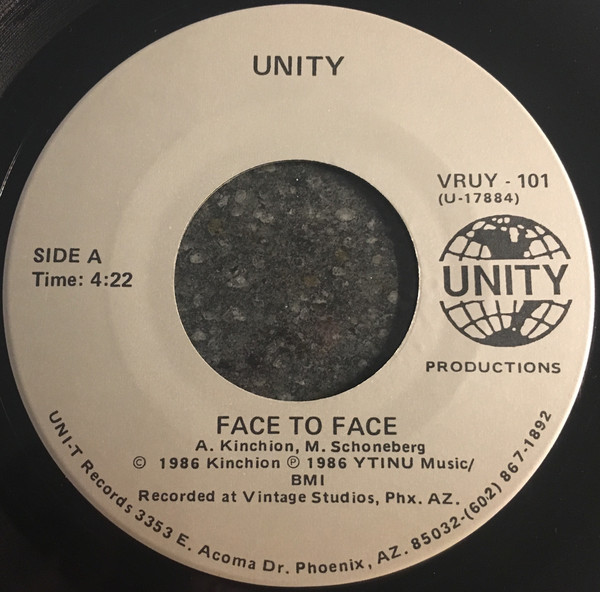 UNITY
VRUY - 101
(U-17884)
SIDE A
Time: 4:22
UNITY
PRODUCTIONS
FACE TO FACE
A. Kinchion, M. Schoneberg
© 1986 Kinchion ℗ 1986 YTINU Music/
BMI
Recorded at Vintage Studios, Phx. AZ.
UNI-T Records 3353 E. Acoma Dr. Phoenix, AZ. 85032-(602) 867-1892